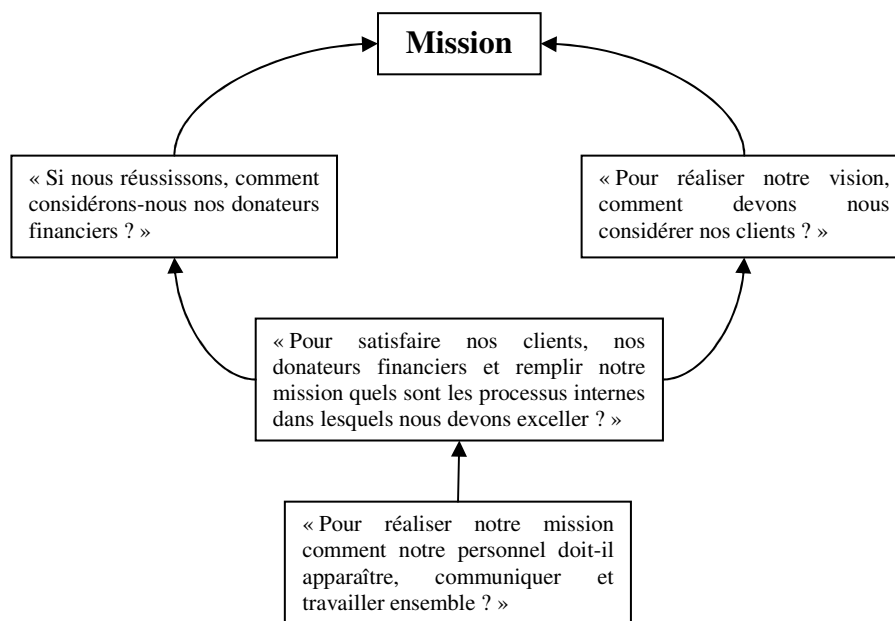 Mission
« Si nous réussissons, comment
considérons-nous nos donateurs
financiers ? »
« Pour réaliser notre vision,
comment devons nous
considérer nos clients ? »
« Pour satisfaire nos clients, nos
donateurs financiers et remplir notre
mission quels sont les processus internes
dans lesquels nous devons exceller ? »
« Pour réaliser notre mission
comment notre personnel doit-il
apparaître, communiquer et
travailler ensemble ? »